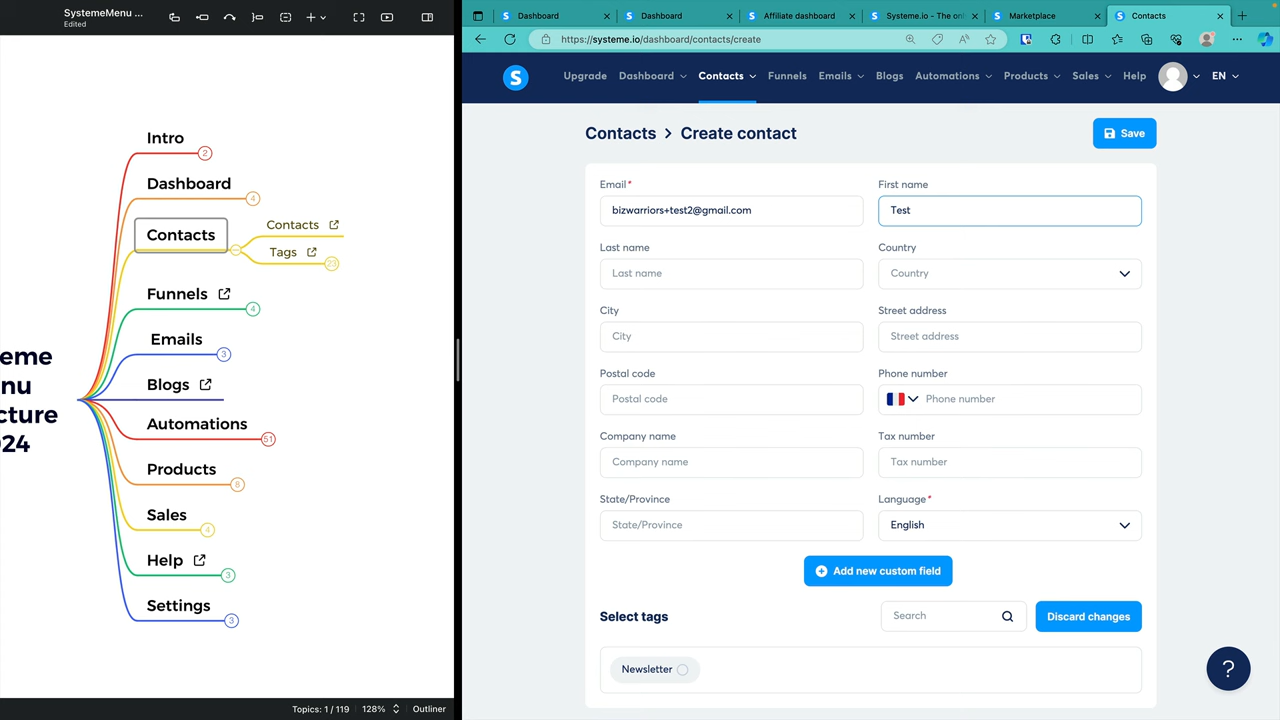 SystemeMenu ...
Edited
Intro
2
Dashboard
4
Contacts
Contacts
Tags
23
Funnels
4
Emails
3
Blogs
Automations
51
Products
8
Sales
4
Help
3
Settings
3
eme
nu
cture
024
Topics: 1 / 119
128%
Outliner
Dashboard
Dashboard
Affiliate dashboard
Systeme.io - The onl
Marketplace
Contacts
https://systeme.io/dashboard/contacts/create
S
Upgrade
Dashboard
Contacts
Funnels
Emails
Blogs
Automations
Products
Sales
Help
EN
Contacts > Create contact
Save
Email*
First name
bizwarriors+test2@gmail.com
Test
Last name
Country
Last name
Country
City
Street address
City
Street address
Postal code
Phone number
Postal code
Phone number
Company name
Tax number
Company name
Tax number
State/Province
Language*
State/Province
English
Add new custom field
Select tags
Search
Discard changes
Newsletter
?